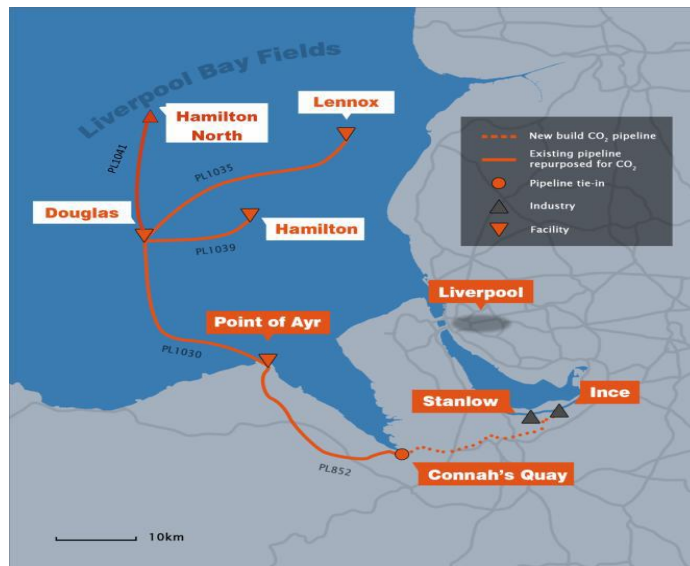 Liverpool Bay Fields
Hamilton
North
Lennox
PL1041
PL1035
Douglas
Hamilton
PL1039
New build CO₂ pipeline
Existing pipeline
repurposed for CO₂
Pipeline tie-in
Industry
Facility
Liverpool
Point of Ayr
PL1030
Stanlow
Ince
PL852
Connah's Quay
10km